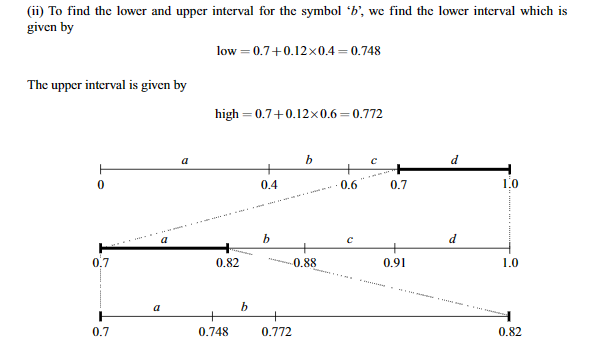 (ii) To find the lower and upper interval for the symbol ‘b’, we find the lower interval which is
given by
low = 0.7+0.12×0.4 = 0.748
The upper interval is given by
high = 0.7+0.12×0.6 = 0.772
a b c d
0 0.4 0.6 0.7 1.0
a b c d
0.7 0.82 0.88 0.91 1.0
a b
0.7 0.748 0.772 0.82